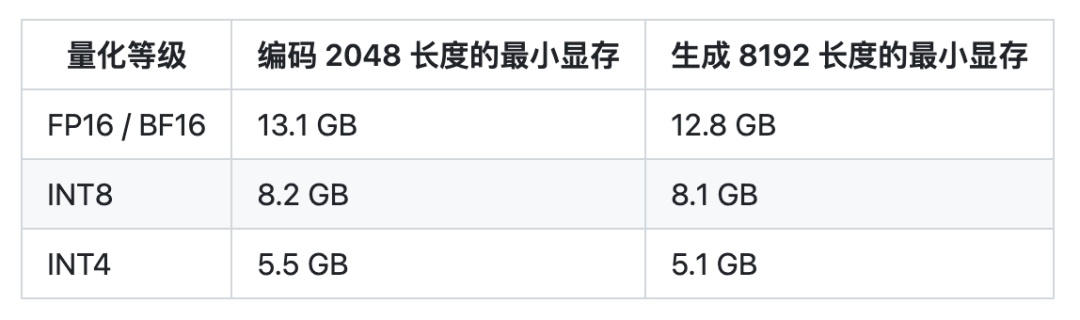 量化等级 编码 2048 长度的最小显存 生成 8192 长度的最小显存
FP16 / BF16 13.1 GB 12.8 GB
INT8 8.2 GB 8.1 GB
INT4 5.5 GB 5.1 GB